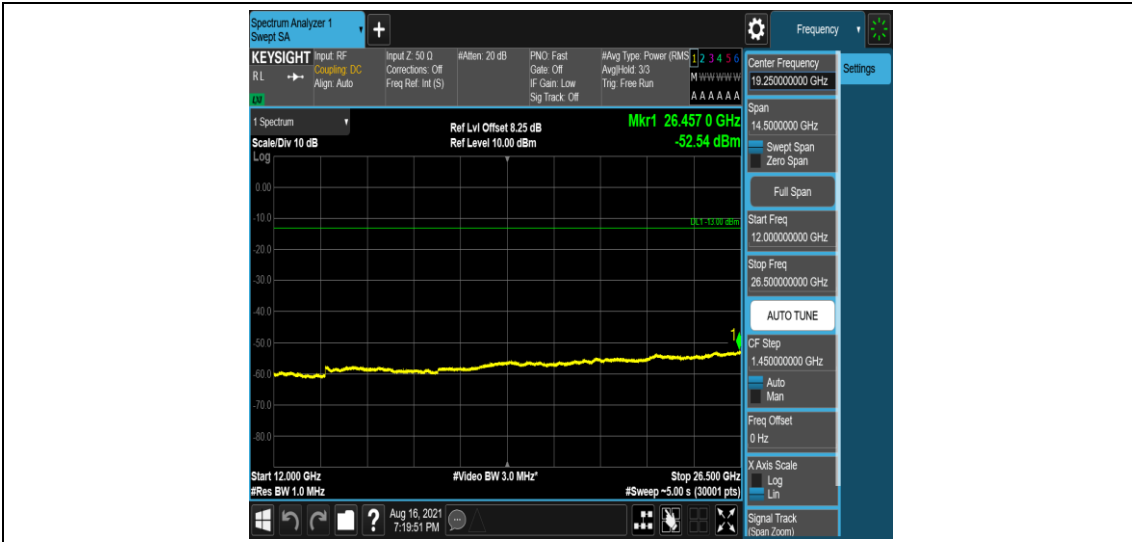 Spectrum Analyzer 1
Swept SA
+
Frequency
KEYSIGHT
RL
LXI
Input: RF
Coupling: DC
Align: Auto
Input Z: 50 Ω
Corrections: Off
Freq Ref: Int (S)
#Atten: 20 dB
PNO: Fast
Gate: Off
IF Gain: Low
Sig Track: Off
#Avg Type: Power (RMS
Avg|Hold: 3/3
Trig: Free Run
1 2 3 4 5 6
M W W W W W
A A A A A A
1 Spectrum
Scale/Div 10 dB
Log
Ref Lvl Offset 8.25 dB
Ref Level 10.00 dBm
Mkr1 26.457 0 GHz
-52.54 dBm
0.00
-10.0
DL1 -13.00 dBm
-20.0
-30.0
-40.0
1
-50.0
-60.0
-70.0
-80.0
Start 12.000 GHz
#Res BW 1.0 MHz
#Video BW 3.0 MHz*
Stop 26.500 GHz
#Sweep ~5.00 s (30001 pts)
?
Aug 16, 2021
7:19:51 PM
Center Frequency
19.250000000 GHz
Settings
Span
14.5000000 GHz
Swept Span
Zero Span
Full Span
Start Freq
12.000000000 GHz
Stop Freq
26.500000000 GHz
AUTO TUNE
CF Step
1.450000000 GHz
Auto
Man
Freq Offset
0 Hz
X Axis Scale
Log
Lin
Signal Track
(Span Zoom)